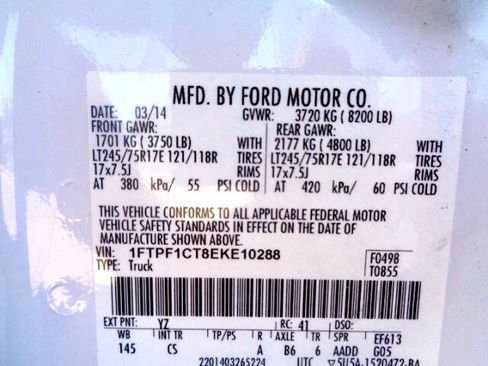 MFD. BY FORD MOTOR CO.
DATE: 03/14 GVWR: 3720 KG ( 8200 LB)
FRONT GAWR: REAR GAWR:
1701 KG ( 3750 LB) WITH 2177 KG ( 4800 LB) WITH
LT245/75R17E 121/118R TIRES LT245/75R17E 121/118R TIRES
17x7.5J RIMS 17x7.5J RIMS
AT 380 kPa/ 55 PSI COLD AT 420 kPa/ 60 PSI COLD
THIS VEHICLE CONFORMS TO ALL APPLICABLE FEDERAL MOTOR
VEHICLE SAFETY STANDARDS IN EFFECT ON THE DATE OF
MANUFACTURE SHOWN ABOVE.
VIN: 1FTPF1CT8EKE10288 F0498
TYPE: Truck T0855
EXT PNT: YZ RC: 41 DSO:
WB INT TR TP/PS R AXLE TR SPR EF613
145 CS A B6 6 AADD G05
2201403265224 UTC 5U5A-1520472-BA